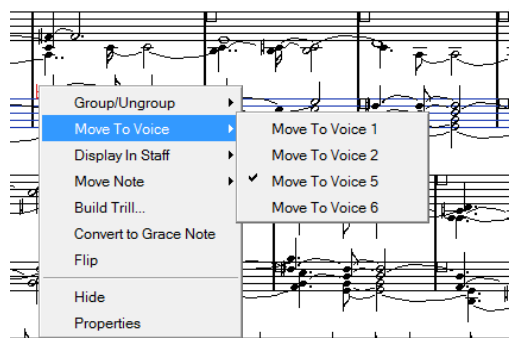 Group/Ungroup
Move To Voice
Display In Staff
Move Note
Build Trill...
Convert to Grace Note
Flip
Hide
Properties
Move To Voice 1
Move To Voice 2
Move To Voice 5
Move To Voice 6